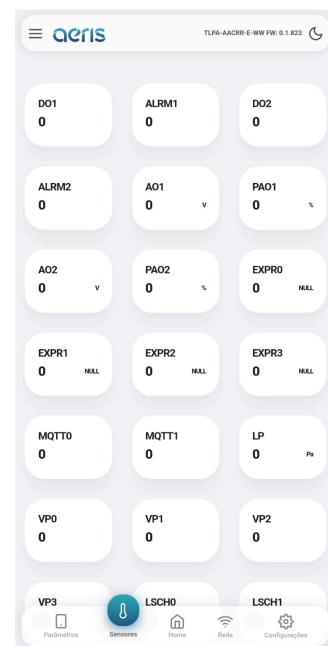 aeris TLPA-AACRR-E-WW FW: 0.1.823
DO1 ALRM1 DO2
0 0 0
ALRM2 AO1 PAO1
0 0 V 0 %
AO2 PAO2 EXPR0
0 V 0 % 0 NULL
EXPR1 EXPR2 EXPR3
0 NULL 0 NULL 0 NULL
MQTT0 MQTT1 LP
0 0 0 Pa
VP0 VP1 VP2
0 0 0
VP3 LSCH0 LSCH1
Parâmetros Sensores Home Rede Configurações